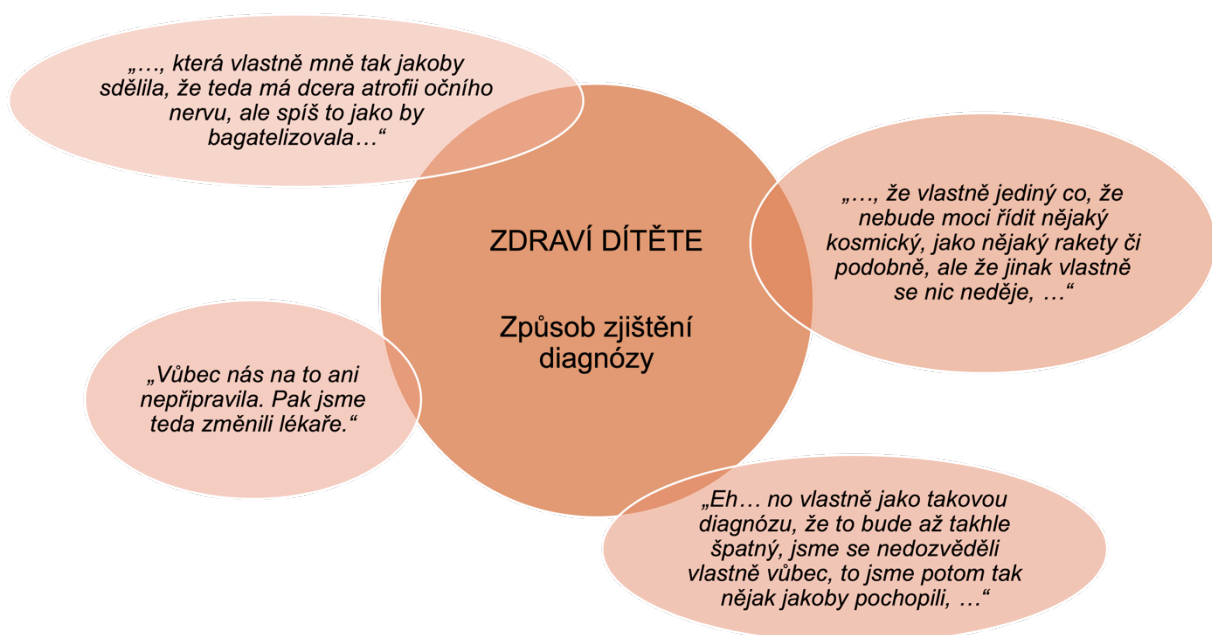 „…, která vlastně mně tak jakoby
sdělila, že teda má dcera atrofii očního
nervu, ale spíš to jako by
bagatelizovala…“
„…, že vlastně jediný co, že
nebude moci řídit nějaký
kosmický, jako nějaký rakety či
podobně, ale že jinak vlastně
se nic neděje, …“
ZDRAVÍ DÍTĚTE
Způsob zjištění
diagnózy
„Vůbec nás na to ani
nepřipravila. Pak jsme
teda změnili lékaře.“
„Eh… no vlastně jako takovou
diagnózu, že to bude až takhle
špatný, jsme se nedozvěděli
vlastně vůbec, to jsme potom tak
nějak jakoby pochopili, …“